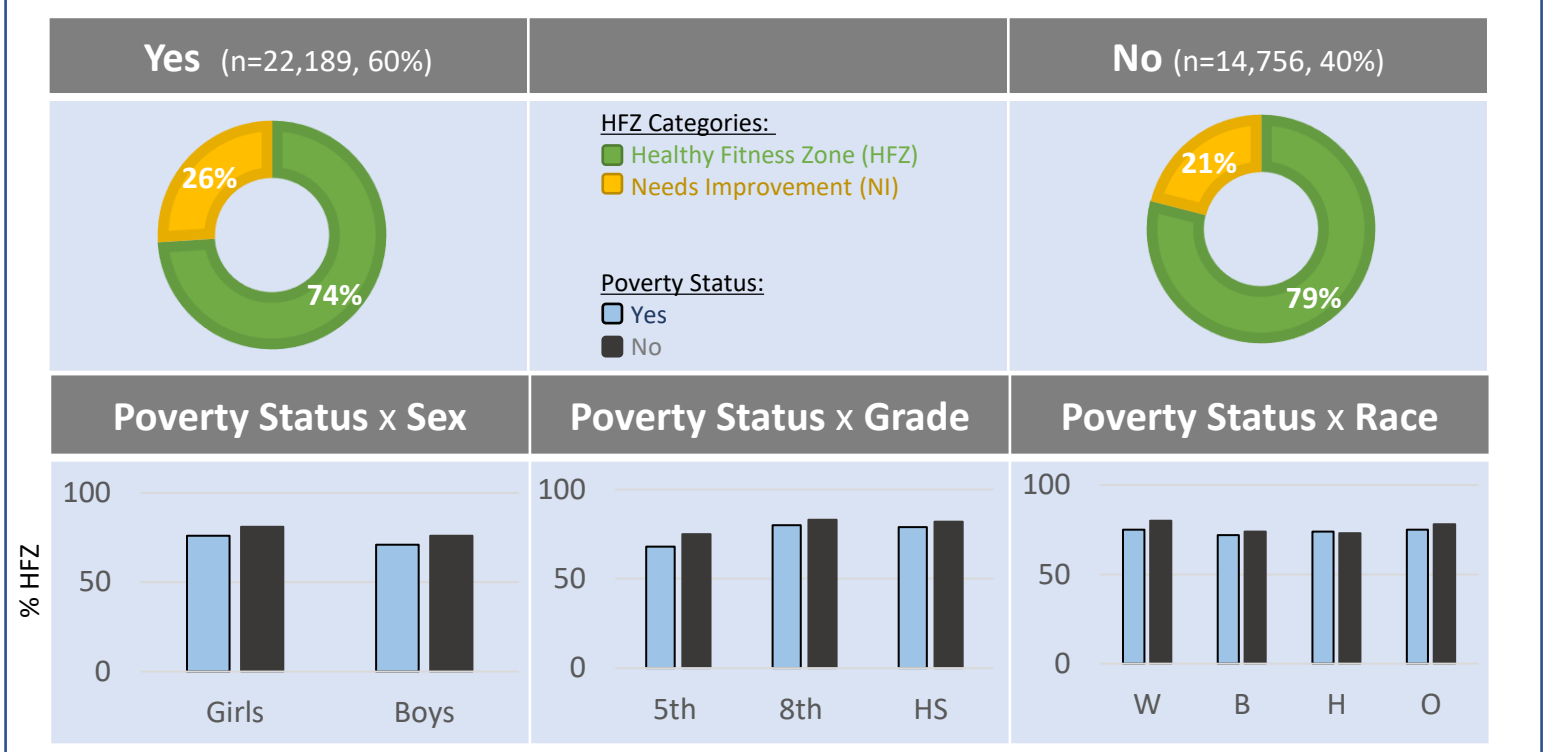 Yes (n=22,189, 60%)
No (n=14,756, 40%)
26%
74%
HFZ Categories:
Healthy Fitness Zone (HFZ)
Needs Improvement (NI)
Poverty Status:
Yes
No
21%
79%
Poverty Status x Sex
Poverty Status x Grade
Poverty Status x Race
% HFZ
100
50
0
Girls Boys
100
50
0
5th 8th HS
100
50
0
W B H O